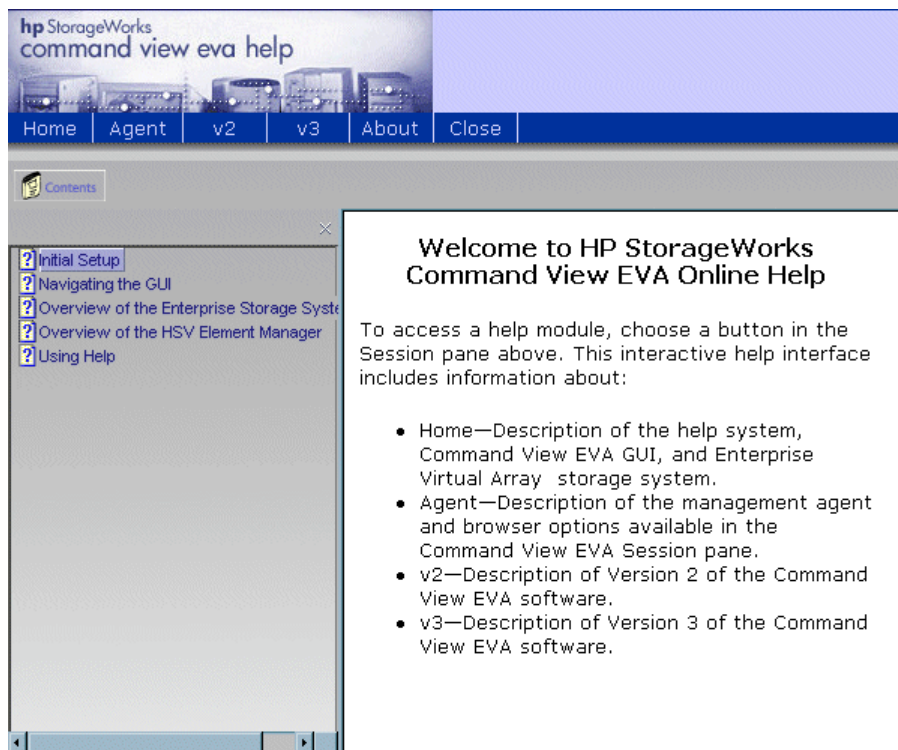 hp StorageWorks
command view eva help
Home Agent v2 v3 About Close
Contents
Initial Setup
Navigating the GUI
Overview of the Enterprise Storage Syste
Overview of the HSV Element Manager
Using Help
Welcome to HP StorageWorks
Command View EVA Online Help
To access a help module, choose a button in the
Session pane above. This interactive help interface
includes information about:
• Home—Description of the help system,
Command View EVA GUI, and Enterprise
Virtual Array storage system.
• Agent—Description of the management agent
and browser options available in the
Command View EVA Session pane.
• v2—Description of Version 2 of the Command
View EVA software.
• v3—Description of Version 3 of the Command
View EVA software.